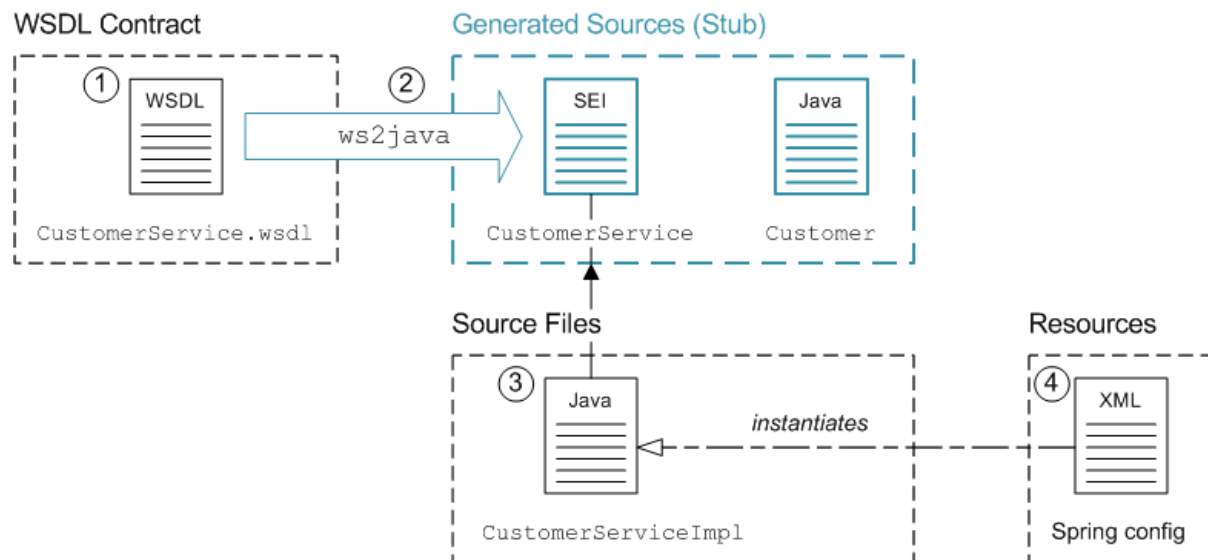 WSDL Contract
Generated Sources (Stub)
1
WSDL
2
ws2java
SEI
Java
CustomerService.wsdl
CustomerService
Customer
Source Files
Resources
3
Java
instantiates
4
XML
CustomerServiceImpl
Spring config